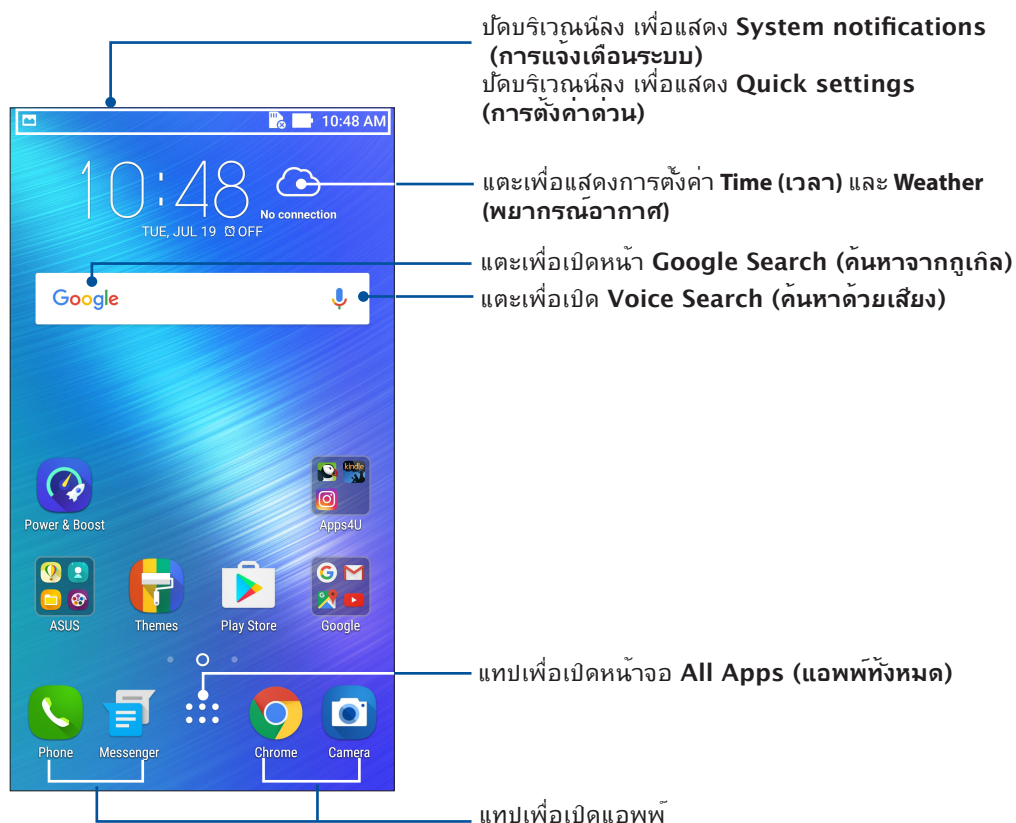 ปัดบริเวณนี้ลง เพื่อแสดง System notifications
(การแจ้งเตือนระบบ)
ปัดบริเวณนี้ลง เพื่อแสดง Quick settings
(การตั้งค่าด่วน)
10:48 AM
10:48
No connection
TUE, JUL 19 OFF
แตะเพื่อแสดงการตั้งค่า Time (เวลา) และ Weather
(พยากรณ์อากาศ)
แตะเพื่อเปิดหน้า Google Search (ค้นหาจากกูเกิล)
Google
แตะเพื่อเปิด Voice Search (ค้นหาด้วยเสียง)
kindle
Power & Boost
Apps4U
ASUS
Themes
Play Store
Google
แทปเพื่อเปิดหน้าจอ All Apps (แอพพ์ทั้งหมด)
Phone
Messenger
Chrome
Camera
แทปเพื่อเปิดแอพพ์